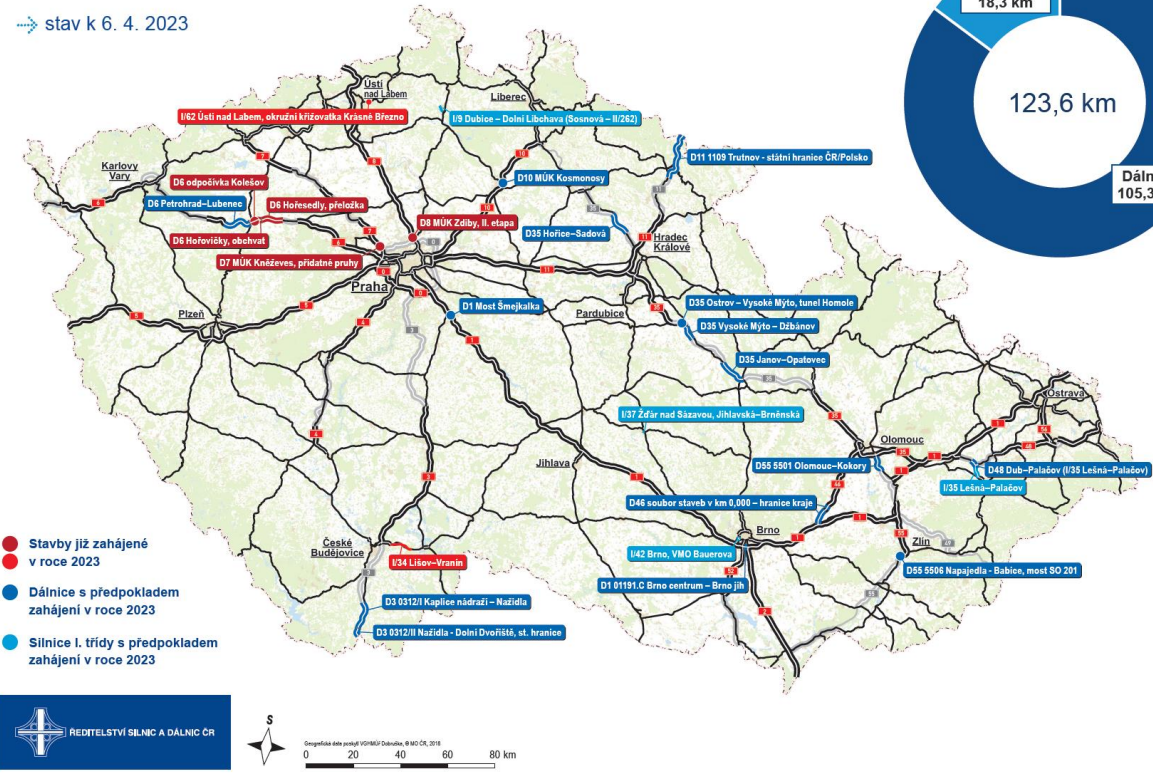 stav k 6. 4. 2023
18,3 km
123,6 km
Dáln
105,3
Ústí
nad Labem
Liberec
I/62 Ústí nad Labem, okružní křižovatka Krásné Březno
I/9 Dubice – Dolní Libchava (Sosnová – II/262)
D11 1109 Trutnov - státní hranice ČR/Polsko
Karlovy
Vary
D6 odpočívka Kolešov
D10 MÚK Kosmonosy
D6 Petrohrad–Lubenec
D6 Hořesedly, přeložka
D8 MÚK Zdiby, II. etapa
D35 Hořice–Sadová
D6 Hořovičky, obchvat
Hradec
Králové
D7 MÚK Kněževes, přídatné pruhy
Praha
D1 Most Šmejkalka
D35 Ostrov – Vysoké Mýto, tunel Homole
Plzeň
Pardubice
D35 Vysoké Mýto – Džbánov
D35 Janov–Opatovec
Ostrava
I/37 Žďár nad Sázavou, Jihlavská–Brněnská
Olomouc
Jihlava
D55 5501 Olomouc–Kokory
D48 Dub–Palačov (I/35 Lešná–Palačov)
I/35 Lešná–Palačov
D46 soubor staveb v km 0,000 – hranice kraje
Brno
Zlín
České
Budějovice
I/34 Lišov–Vranín
I/42 Brno, VMO Bauerova
D55 5506 Napajedla - Babice, most SO 201
D1 01191.C Brno centrum – Brno jih
D3 0312/I Kaplice nádraží – Nažidla
D3 0312/II Nažidla - Dolní Dvořiště, st. hranice
Stavby již zahájené
v roce 2023
Dálnice s předpokladem
zahájení v roce 2023
Silnice I. třídy s předpokladem
zahájení v roce 2023
ŘEDITELSTVÍ SILNIC A DÁLNIC ČR
S
Geografická data poskytl VGHMÚř Dobruška, © MO ČR, 2018
0 20 40 60 80 km